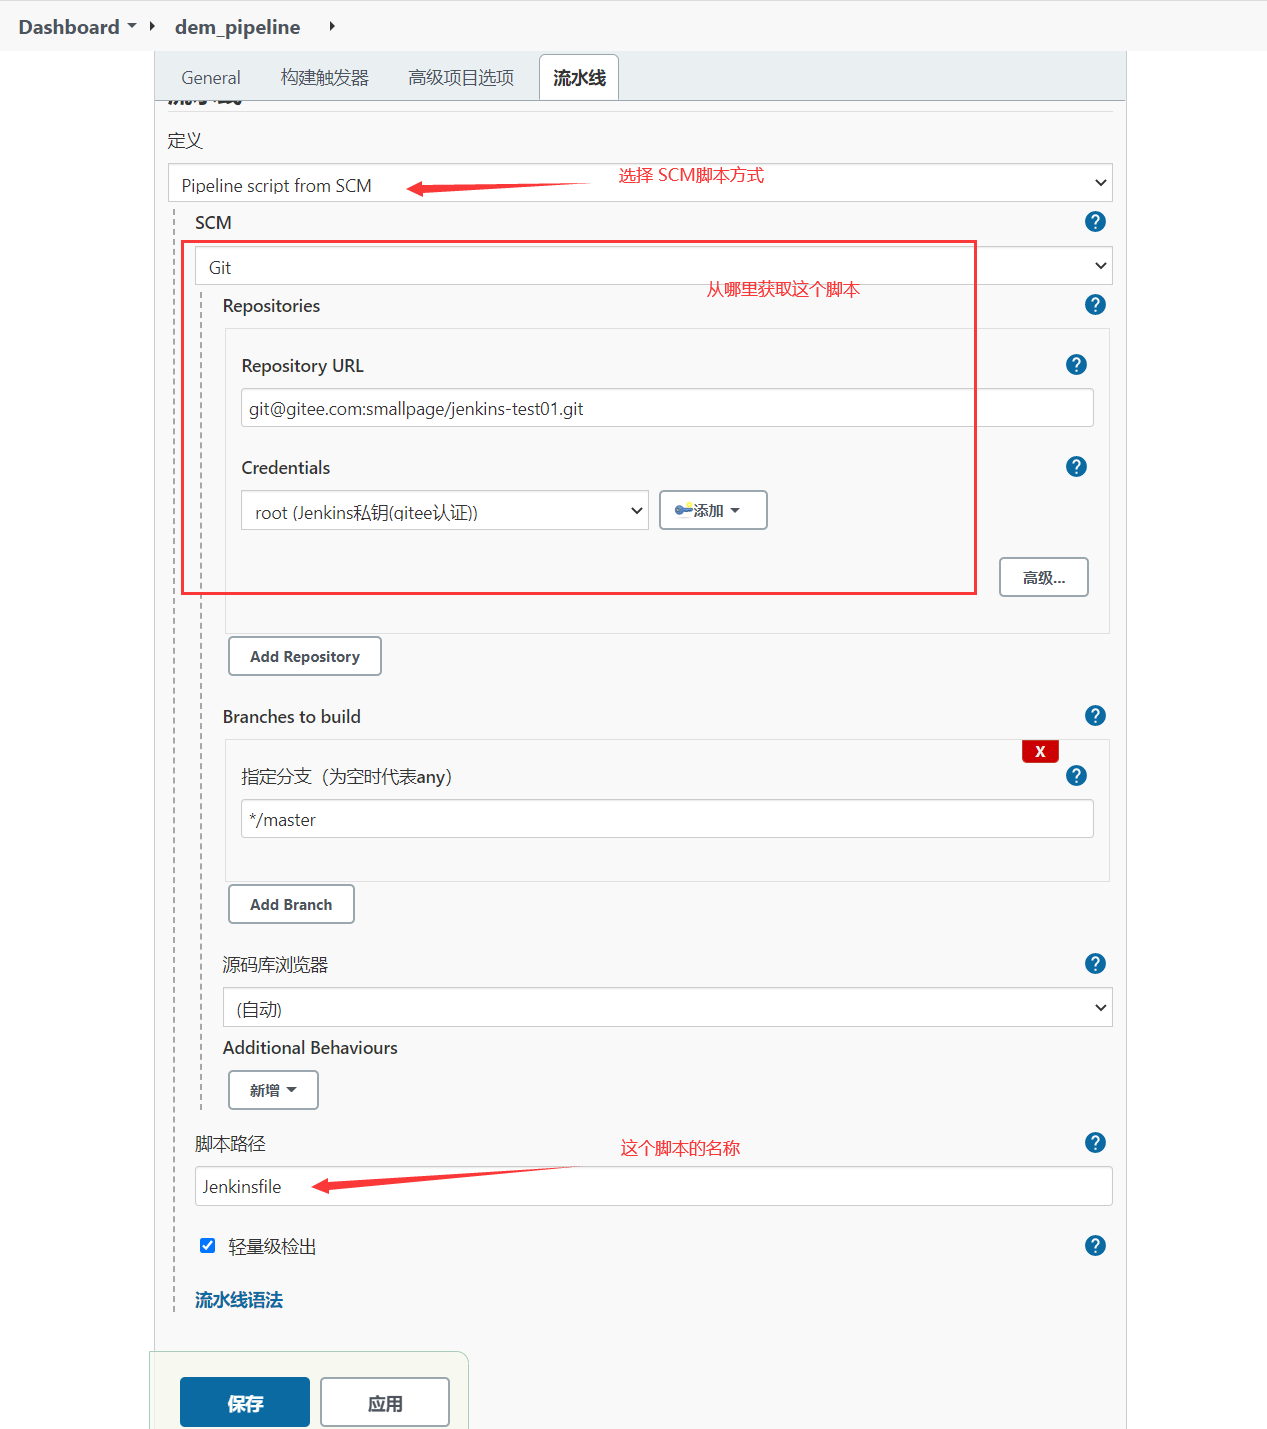 Dashboard dem_pipeline
General 构建触发器 高级项目选项 流水线
流水线
定义
Pipeline script from SCM 选择 SCM脚本方式
SCM ?
Git
从哪里获取这个脚本
Repositories ?
Repository URL ?
git@gitee.com:smallpage/jenkins-test01.git
Credentials ?
root (Jenkins私钥(gitee认证)) 添加
高级...
Add Repository
Branches to build ?
X
指定分支（为空时代表any） ?
*/master
Add Branch
源码库浏览器 ?
(自动)
Additional Behaviours
新增
脚本路径 这个脚本的名称 ?
Jenkinsfile
轻量级检出 ?
流水线语法
保存 应用